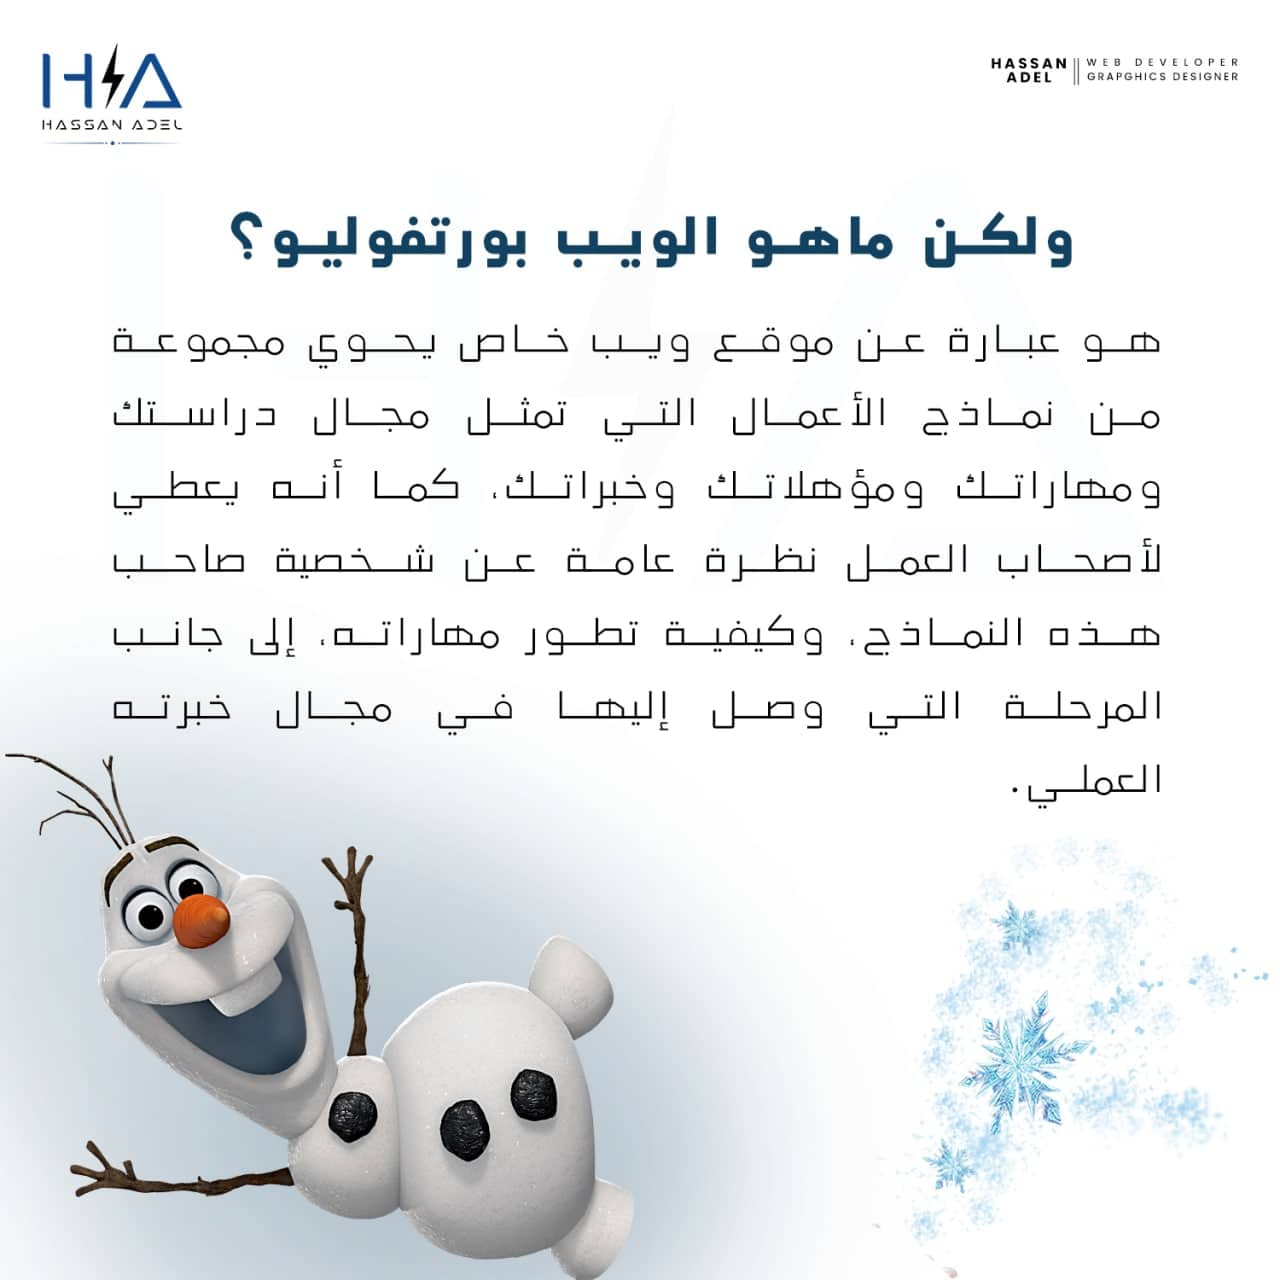 HASSAN ADEL
HASSAN
ADEL
WEB DEVELOPER
GRAPGHICS DESIGNER
ولكن ماهو الويب بورتفوليو؟
هو عبارة عن موقع ويب خاص يحوي مجموعة
من نماذج الأعمال التي تمثل مجال دراستك
ومهاراتك ومؤهلاتك وخبراتك، كما أنه يعطي
لأصحاب العمل نظرة عامة عن شخصية صاحب
هذه النماذج، وكيفية تطور مهاراته، إلى جانب
المرحلة التي وصل إليها في مجال خبرته
العملي.